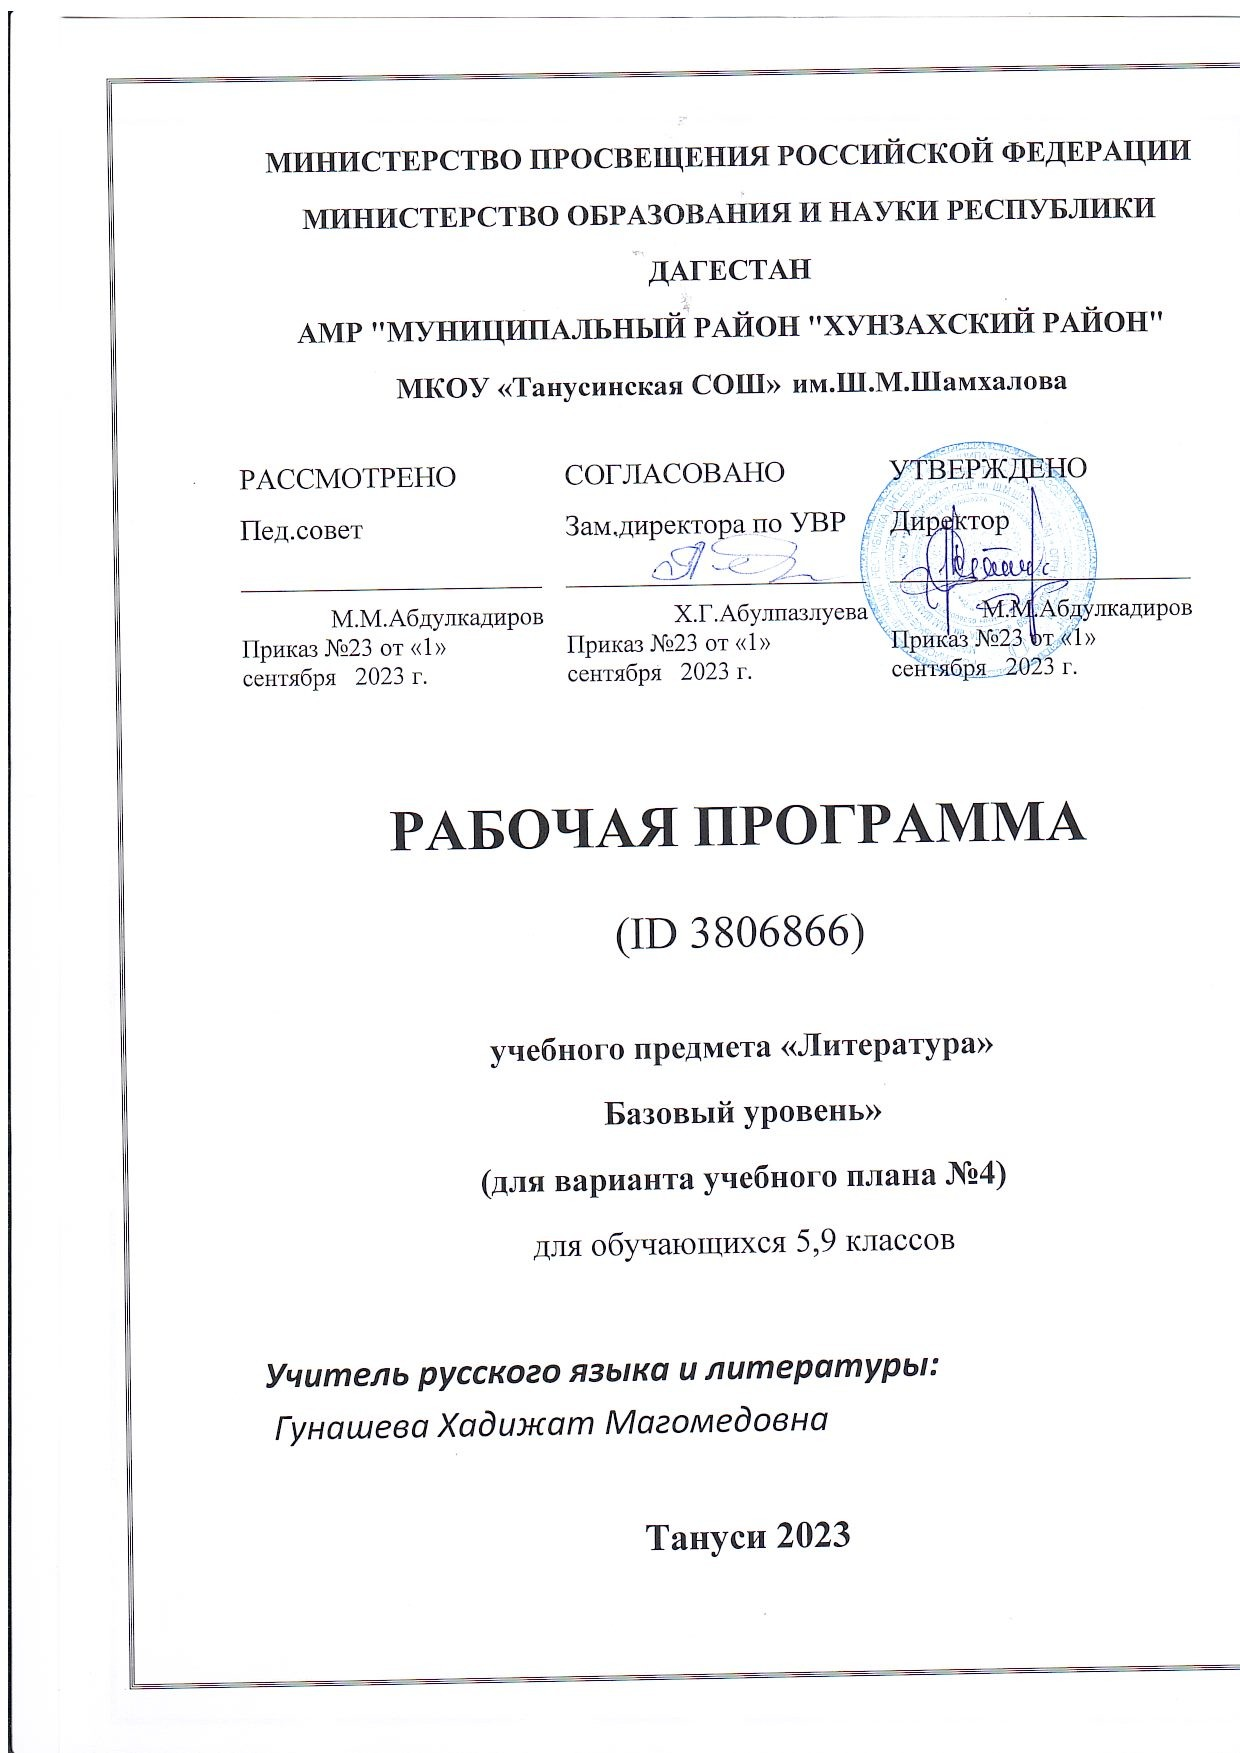 МИНИСТЕРСТВО ПРОСВЕЩЕНИЯ РОССИЙСКОЙ ФЕДЕРАЦИИ
МИНИСТЕРСТВО ОБРАЗОВАНИЯ И НАУКИ РЕСПУБЛИКИ
ДАГЕСТАН
АМР "МУНИЦИПАЛЬНЫЙ РАЙОН "ХУНЗАХСКИЙ РАЙОН"
МКОУ «Танусинская СОШ» им.Ш.М.Шамхалова
РАССМОТРЕНО
Пед.совет
М.М.Абдулкадиров
Приказ №23 от «1»
сентября 2023 г.
СОГЛАСОВАНО
Зам.директора по УВР
Х.Г.Абулпазлуева
Приказ №23 от «1»
сентября 2023 г.
УТВЕРЖДЕНО
Директор
М.М.Абдулкадиров
Приказ №23 от «1»
сентября 2023 г.
РАБОЧАЯ ПРОГРАММА
(ID 3806866)
учебного предмета «Литература»
Базовый уровень»
(для варианта учебного плана №4)
для обучающихся 5,9 классов
Учитель русского языка и литературы:
Гунашева Хадижат Магомедовна
Тануси 2023